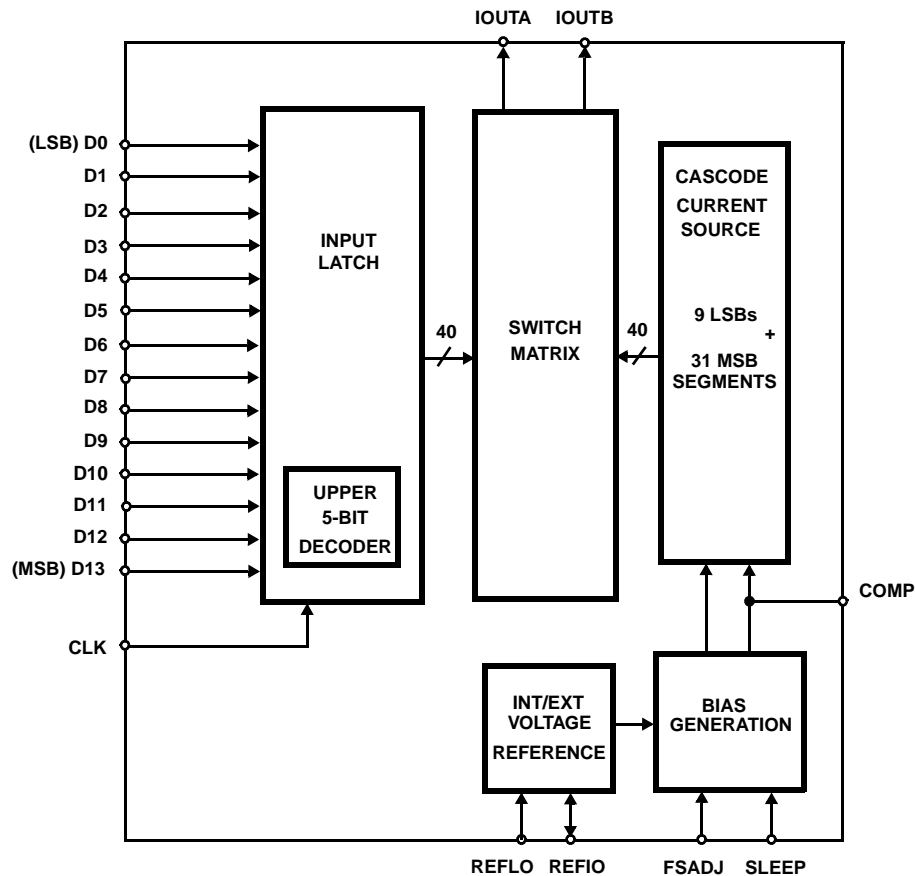 IOUTA IOUTB
(LSB) D0
D1
D2
D3
D4
D5
D6
D7
D8
D9
D10
D11
D12
(MSB) D13
CLK
INPUT
LATCH
UPPER
5-BIT
DECODER
40
SWITCH
MATRIX
40
CASCODE
CURRENT
SOURCE
9 LSBs
+
31 MSB
SEGMENTS
COMP
INT/EXT
VOLTAGE
REFERENCE
BIAS
GENERATION
REFLO REFIO FSADJ SLEEP